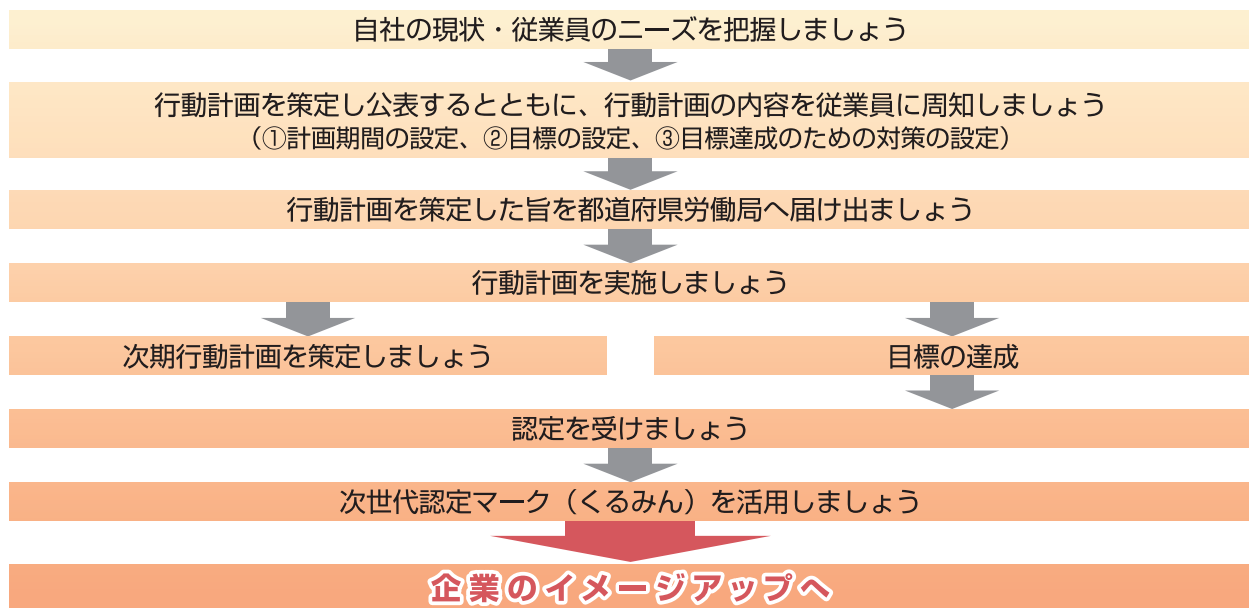 自社の現状・従業員のニーズを把握しましょう
行動計画を策定し公表するとともに、行動計画の内容を従業員に周知しましょう
（①計画期間の設定、②目標の設定、③目標達成のための対策の設定）
行動計画を策定した旨を都道府県労働局へ届け出ましょう
行動計画を実施しましょう
次期行動計画を策定しましょう
目標の達成
認定を受けましょう
次世代認定マーク（くるみん）を活用しましょう
企業のイメージアップへ